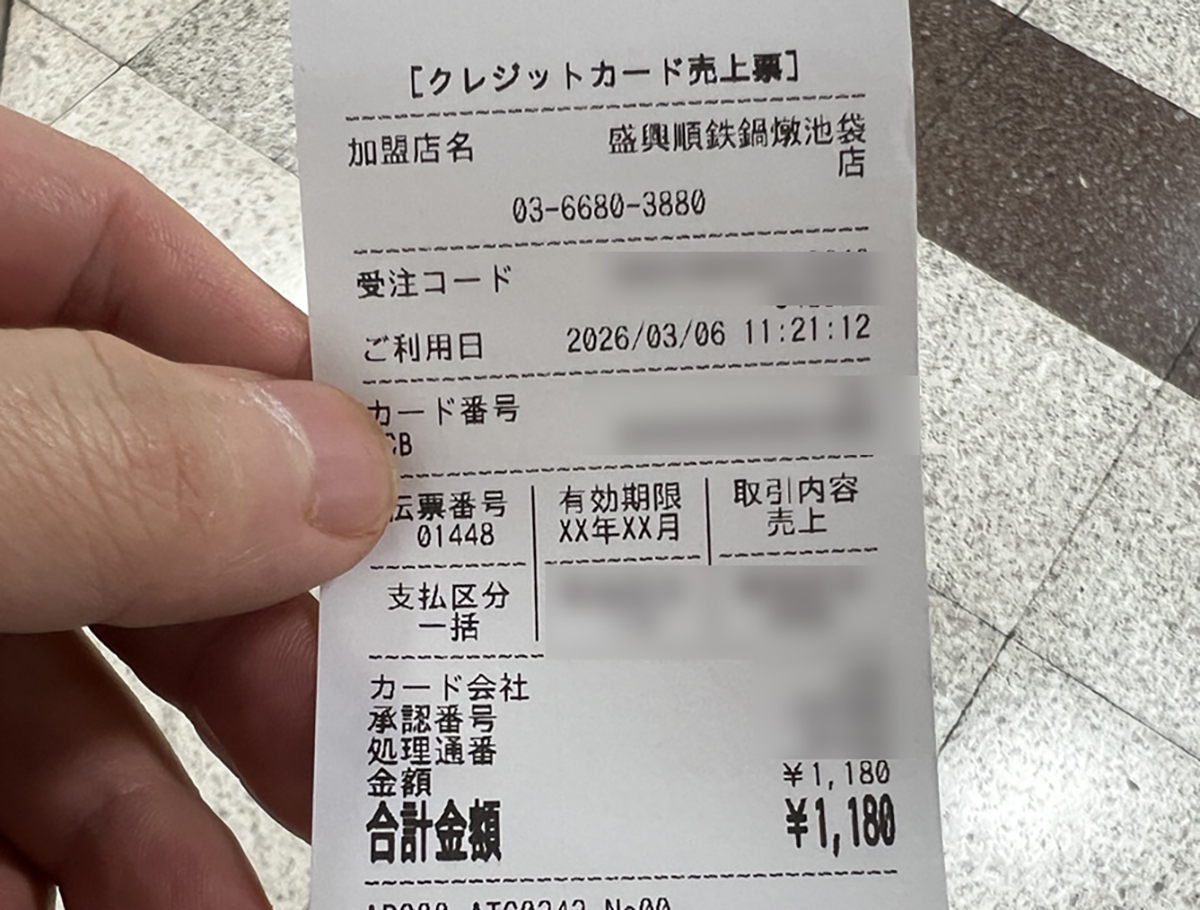 [クレジットカード売上票]
加盟店名 盛興順鉄鍋燉池袋
店
03-6680-3880
受注コード
ご利用日 2026/03/06 11:21:12
カード番号
CB
伝票番号 有効期限 取引内容
01448 XX年XX月 売上
支払区分
一括
カード会社
承認番号
処理通番
金額 ¥1,180
合計金額 ¥1,180